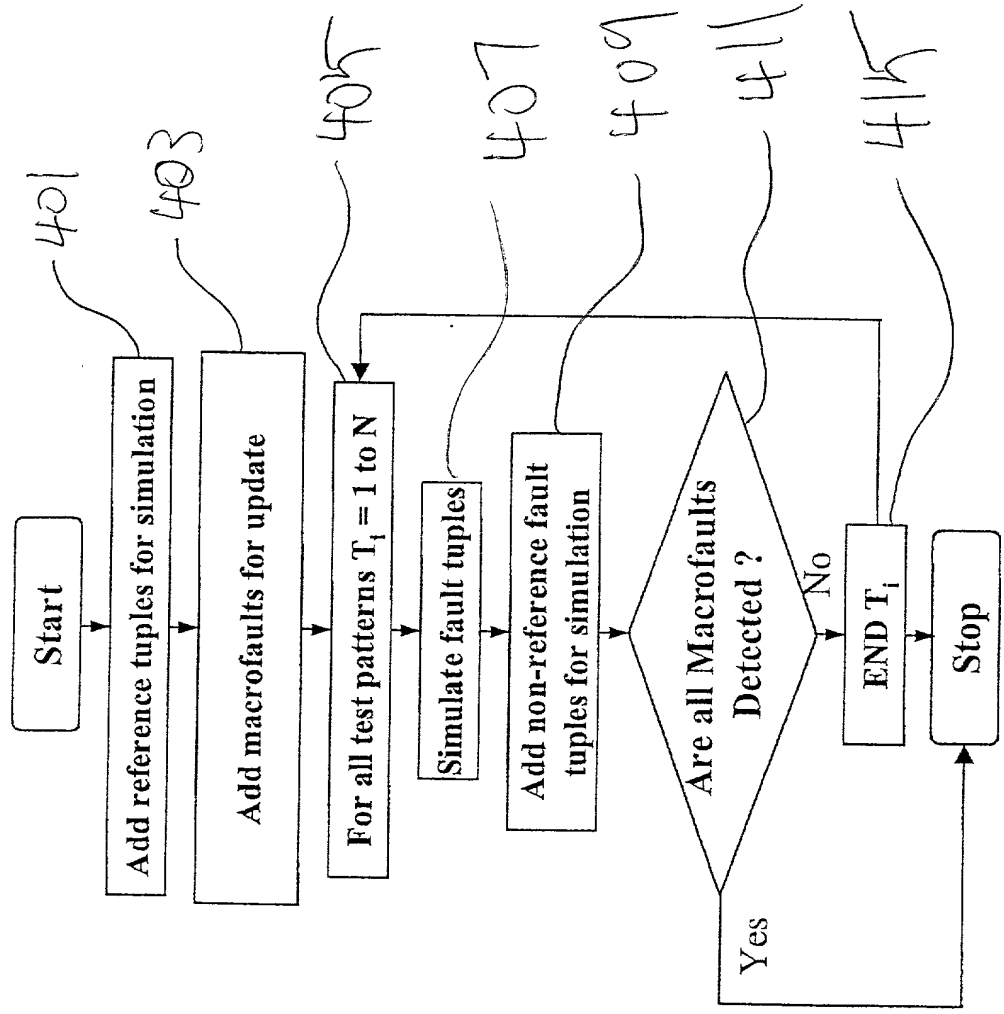 Start
Add reference tuples for simulation
401
Add macrofaults for update
403
For all test patterns Ti = 1 to N
405
Simulate fault tuples
407
Add non-reference fault
tuples for simulation
409
Are all Macrofaults
Detected ?
411
Yes
No
END Ti
415
Stop